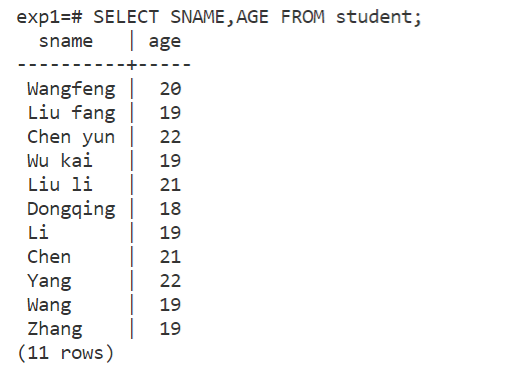 exp1=# SELECT SNAME,AGE FROM student;
  sname   | age
----------+-----
 Wangfeng |  20
 Liu fang |  19
 Chen yun |  22
 Wu kai   |  19
 Liu li   |  21
 Dongqing |  18
 Li       |  19
 Chen     |  21
 Yang     |  22
 Wang     |  19
 Zhang    |  19
(11 rows)